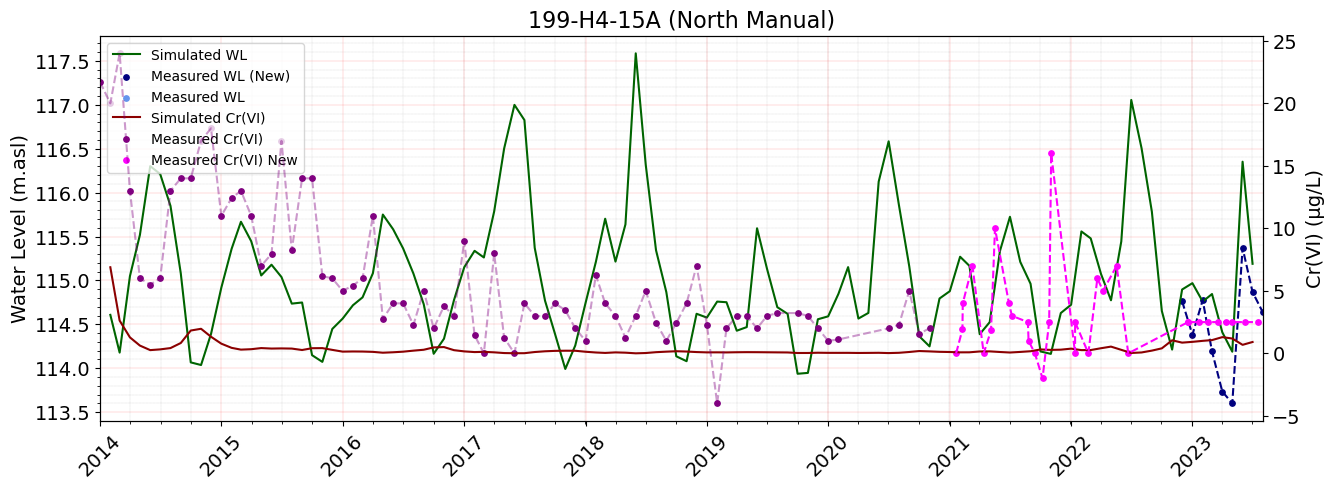 199-H4-15A (North Manual)
Simulated WL
Measured WL (New)
Measured WL
Simulated Cr(VI)
Measured Cr(VI)
Measured Cr(VI) New
Water Level (m.asl)
117.5
117.0
116.5
116.0
115.5
115.0
114.5
114.0
113.5
Cr(VI) (µg/L)
25
20
15
10
5
0
−5
2014
2015
2016
2017
2018
2019
2020
2021
2022
2023